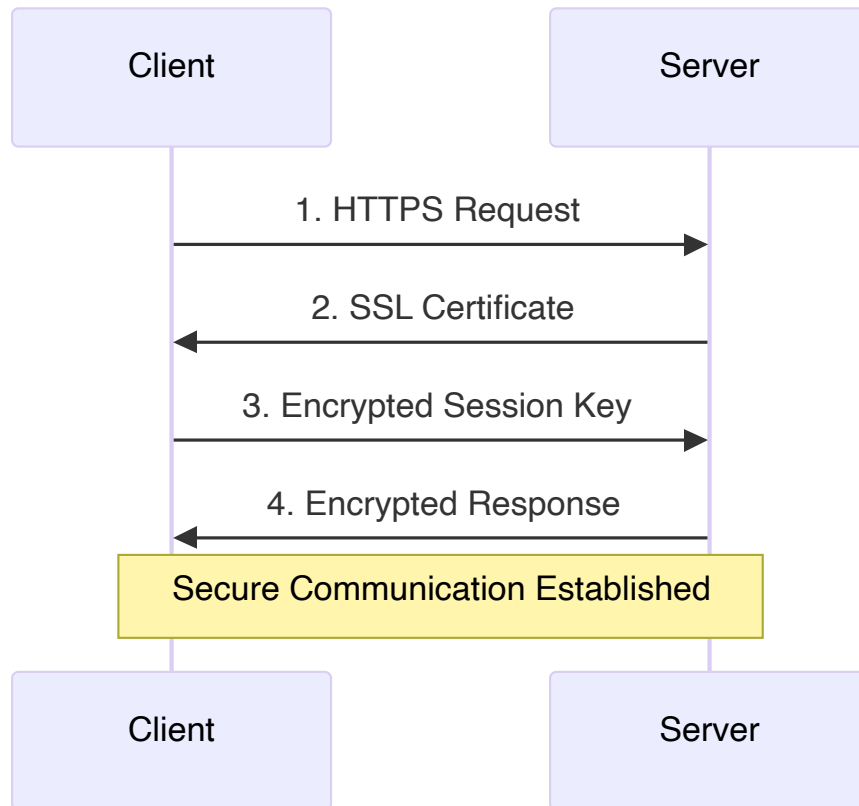 Client
Server
1. HTTPS Request
2. SSL Certificate
3. Encrypted Session Key
4. Encrypted Response
Secure Communication Established
Client
Server